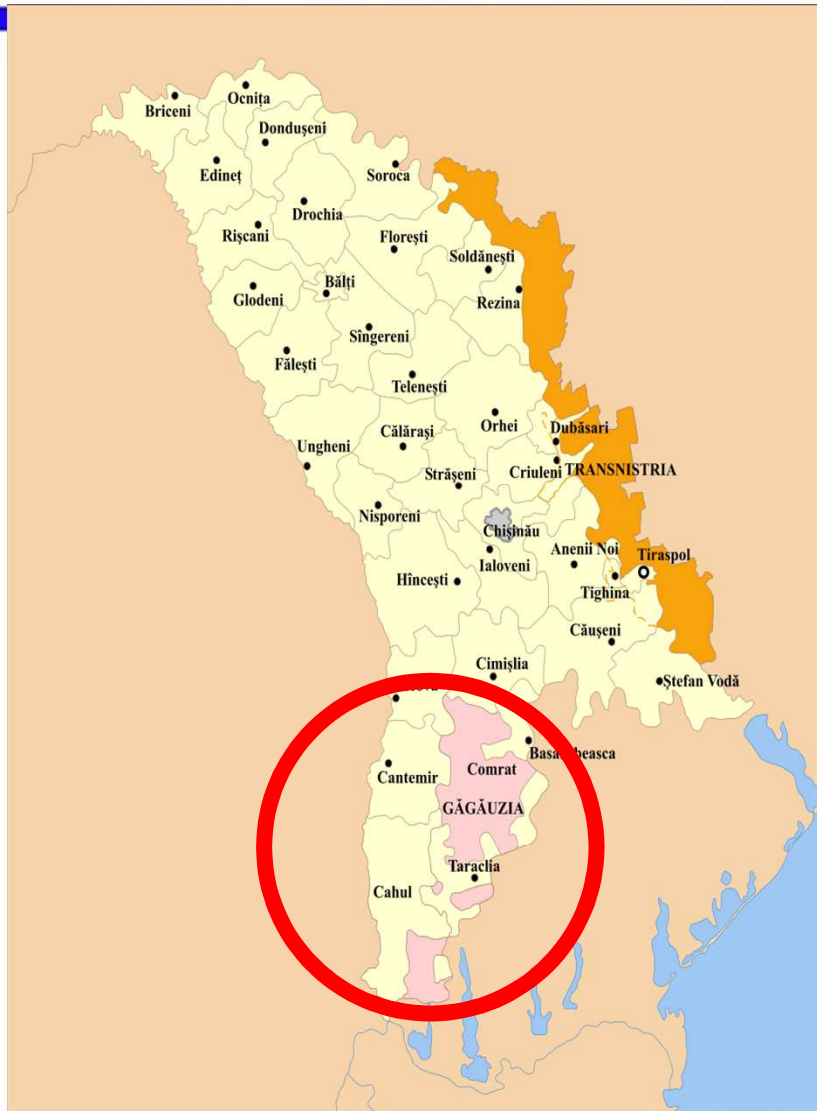 Ocnița
Briceni
Dondușeni
Edineț
Soroca
Drochia
Rîșcani
Florești
Soldănești
Bălți
Glodeni
Rezina
Sîngereni
Fălești
Telenești
Orhei
Dubăsari
Călărași
Ungheni
Criuleni
TRANSNISTRIA
Strășeni
Nisporeni
Chișinău
Anenii Noi
Tiraspol
Ialoveni
Hîncești
Tighina
Căușeni
Cimișlia
Ștefan Vodă
Comrat
Cantemir
GĂGĂUZIA
Taraclia
Cahul